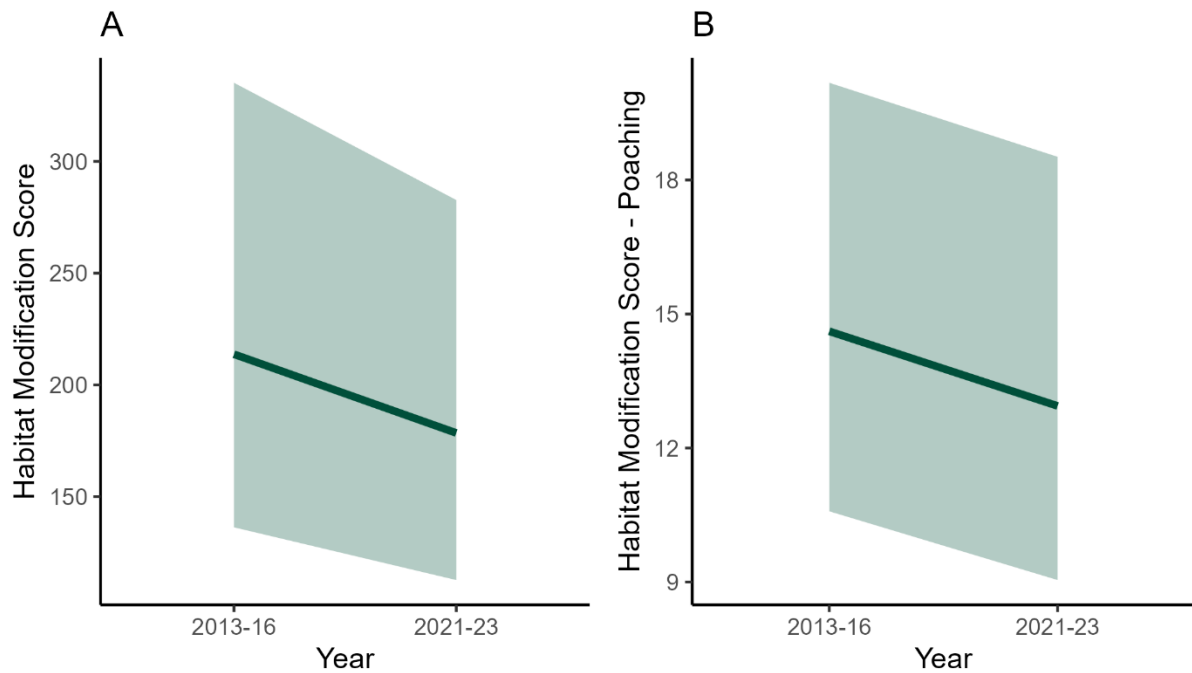 A
Habitat Modification Score
300
250
200
150
2013-16
2021-23
Year
B
Habitat Modification Score - Poaching
18
15
12
9
2013-16
2021-23
Year